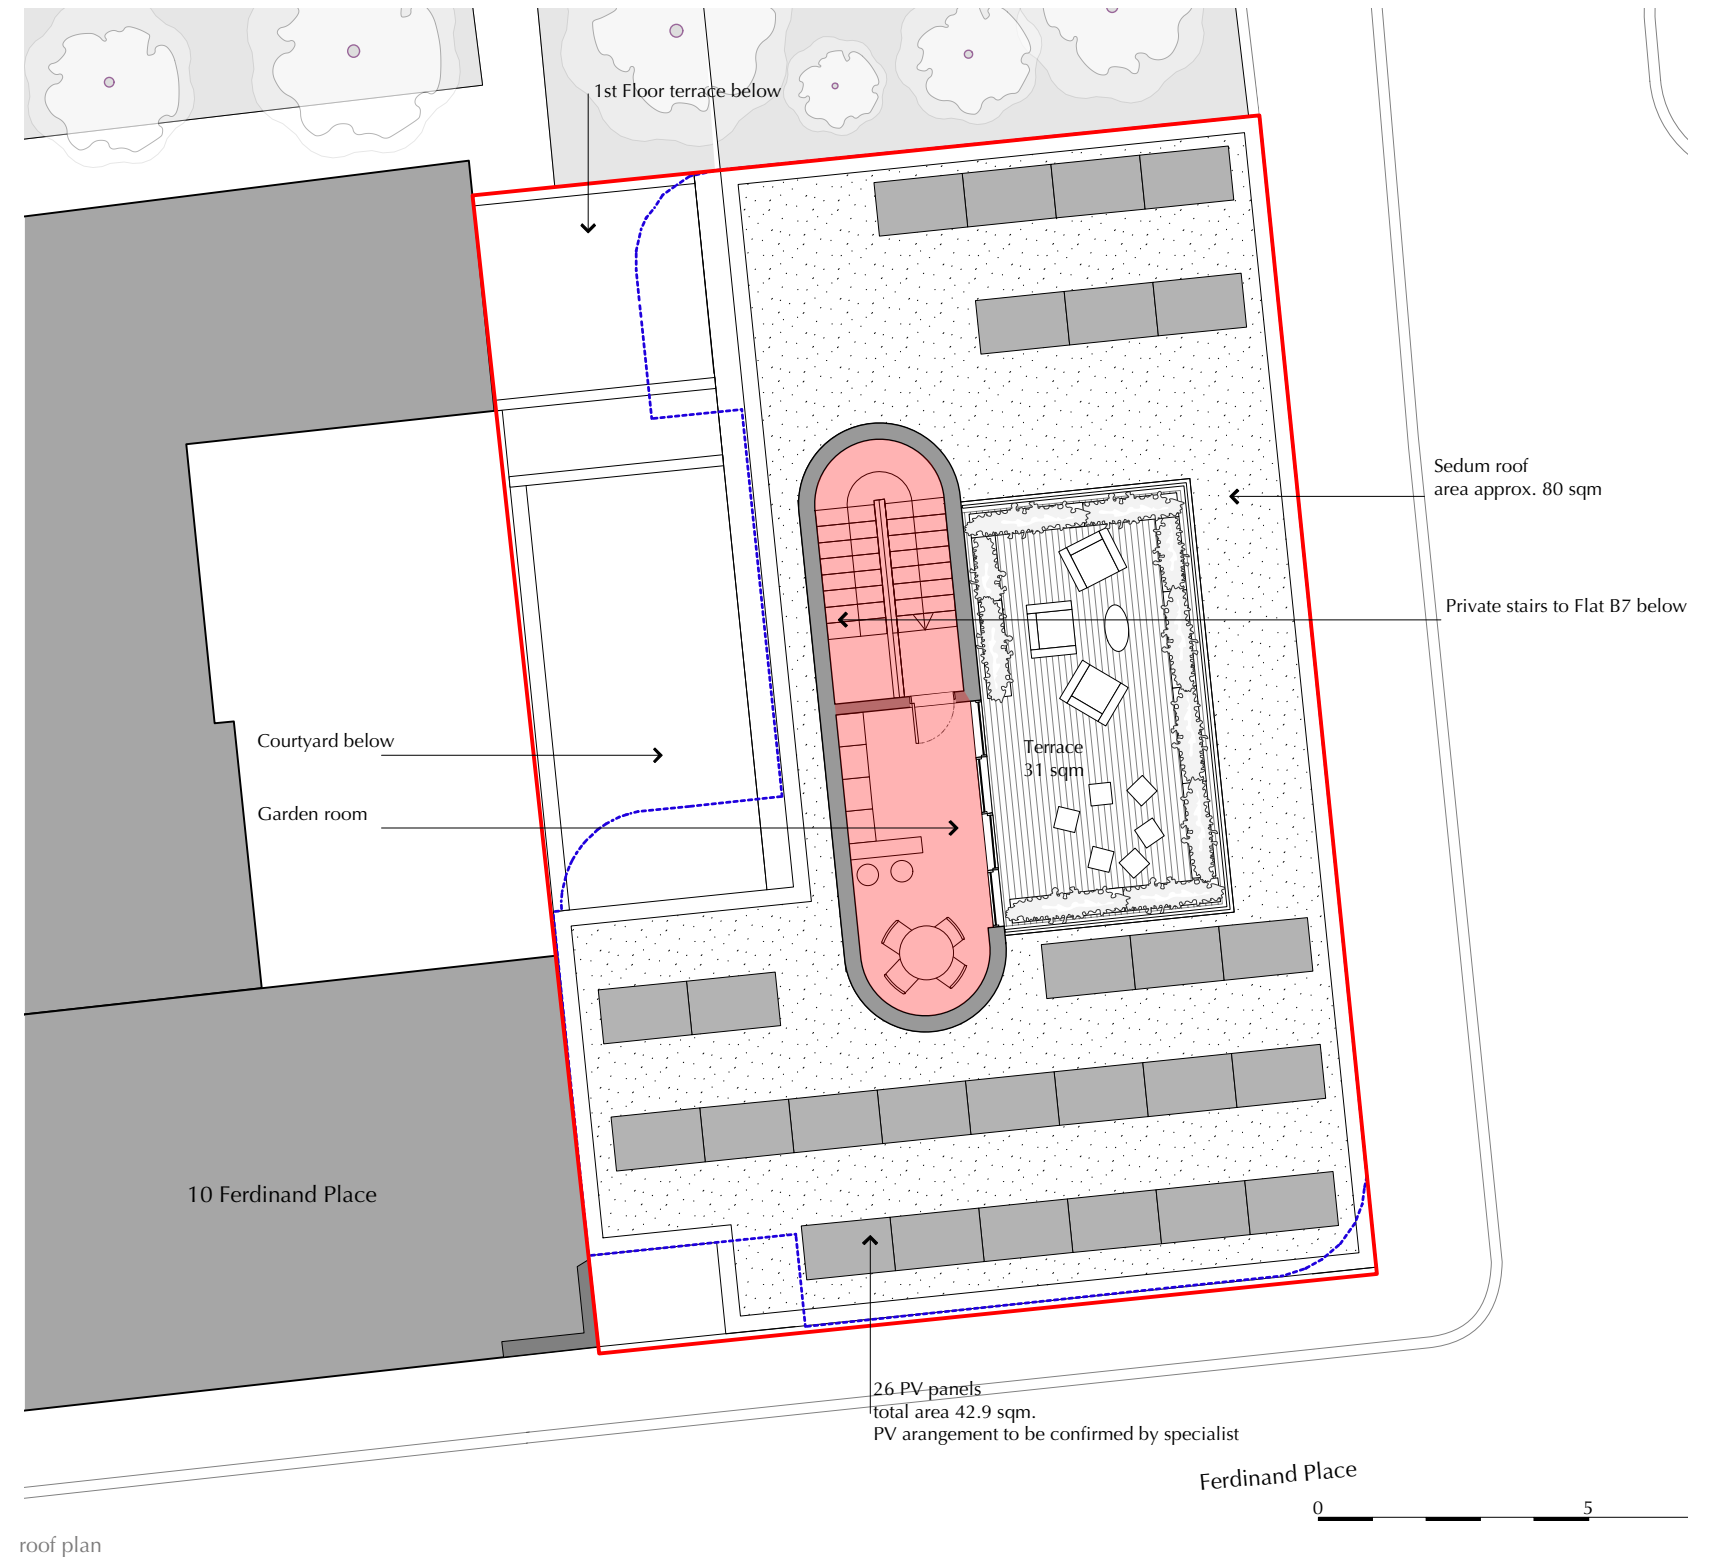 1st Floor terrace below
Sedum roof
area approx. 80 sqm
Private stairs to Flat B7 below
Courtyard below
Terrace
31 sqm
Garden room
10 Ferdinand Place
26 PV panels
total area 42.9 sqm.
PV arangement to be confirmed by specialist
Ferdinand Place
0 5
roof plan